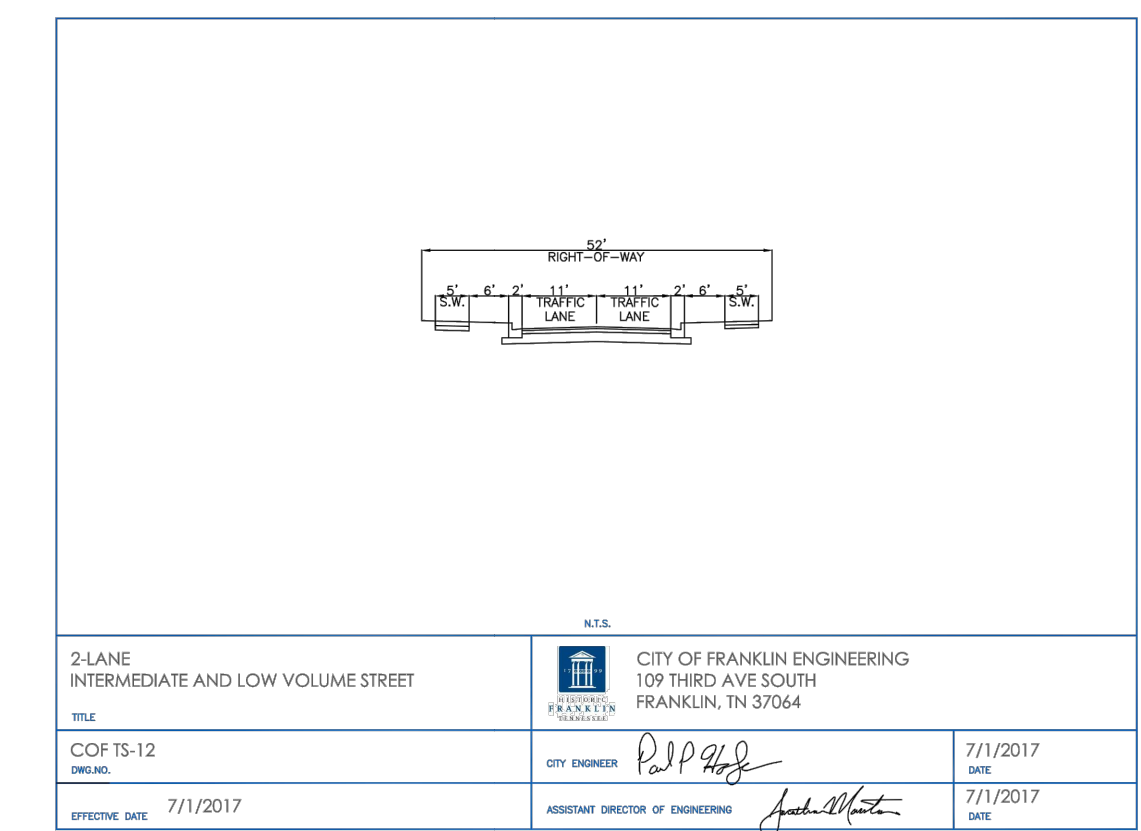 52'
RIGHT-OF-WAY
5' 6' 2' 11' 11' 2' 6' 5'
S.W. TRAFFIC TRAFFIC S.W.
LANE LANE
N.T.S.
2-LANE
INTERMEDIATE AND LOW VOLUME STREET
TITLE
1799
HISTORIC
FRANKLIN
TENNESSEE
CITY OF FRANKLIN ENGINEERING
109 THIRD AVE SOUTH
FRANKLIN, TN 37064
COF TS-12
DWG.NO.
CITY ENGINEER
7/1/2017
DATE
EFFECTIVE DATE 7/1/2017
ASSISTANT DIRECTOR OF ENGINEERING
7/1/2017
DATE